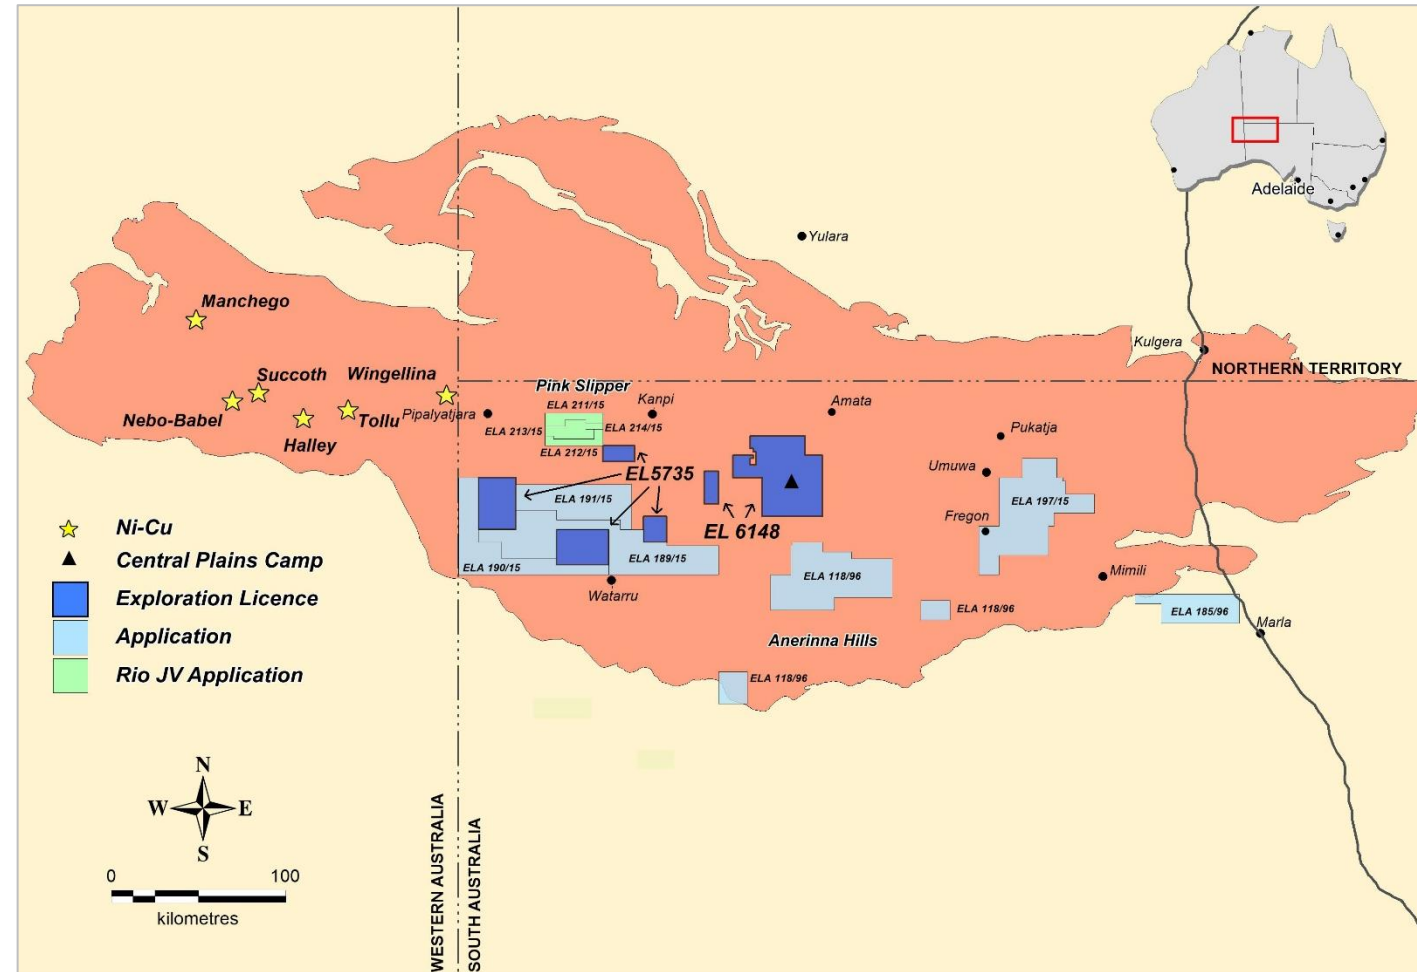 Adelaide
Yulara
Manchego
Kulgera
NORTHERN TERRITORY
Succoth
Wingellina
Pink Slipper
Nebo-Babel
Tollu
Halley
Pipalyatjara
Kanpi
Amata
ELA 211/15
ELA 213/15
ELA 214/15
ELA 212/15
Pukatja
Umuwa
EL5735
ELA 191/15
ELA 197/15
Fregon
EL 6148
ELA 190/15
ELA 189/15
Watarru
ELA 118/96
Mimili
ELA 118/96
ELA 185/96
Marla
Anerinna Hills
ELA 118/96
Ni-Cu
Central Plains Camp
Exploration Licence
Application
Rio JV Application
N
W E
S
0 100
kilometres
WESTERN AUSTRALIA
SOUTH AUSTRALIA